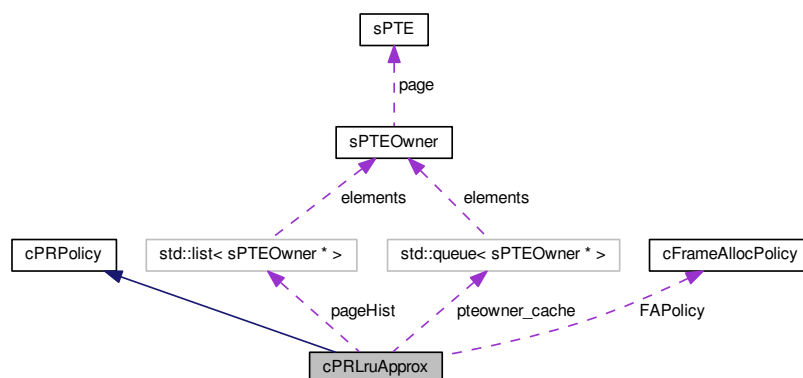 sPTE
page
sPTEOwner
elements
elements
cPRPolicy
std::list< sPTEOwner * >
std::queue< sPTEOwner * >
cFrameAllocPolicy
pageHist
pteowner_cache
FAPolicy
cPRLruApprox